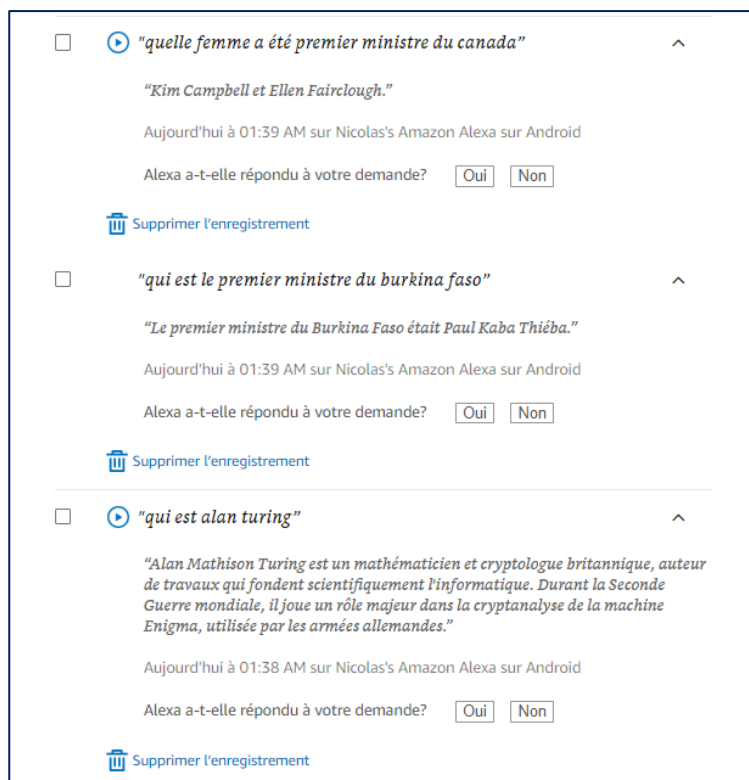 "quelle femme a été premier ministre du canada”
“Kim Campbell et Ellen Fairclough.”
Aujourd'hui à 01:39 AM sur Nicolas's Amazon Alexa sur Android
Alexa a-t-elle répondu à votre demande? Oui Non
Supprimer l'enregistrement
"qui est le premier ministre du burkina faso”
“Le premier ministre du Burkina Faso était Paul Kaba Thiéba.”
Aujourd'hui à 01:39 AM sur Nicolas's Amazon Alexa sur Android
Alexa a-t-elle répondu à votre demande? Oui Non
Supprimer l'enregistrement
"qui est alan turing”
“Alan Mathison Turing est un mathématicien et cryptologue britannique, auteur
de travaux qui fondent scientifiquement l'informatique. Durant la Seconde
Guerre mondiale, il joue un rôle majeur dans la cryptanalyse de la machine
Enigma, utilisée par les armées allemandes.”
Aujourd'hui à 01:38 AM sur Nicolas's Amazon Alexa sur Android
Alexa a-t-elle répondu à votre demande? Oui Non
Supprimer l'enregistrement